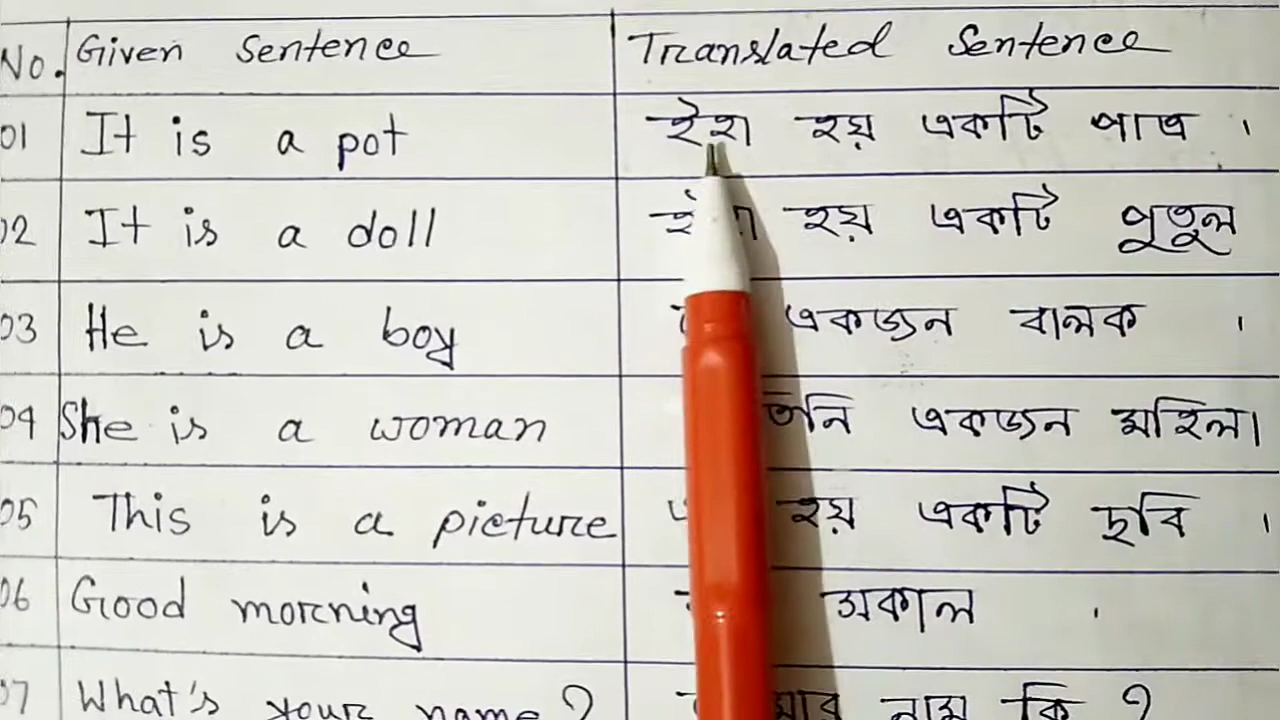 No. Given Sentence Translated Sentence
01 It is a pot ইহা হয় একটি পাত্র ।
02 It is a doll হয় একটি পুতুল
03 He is a boy একজন বালক ।
04 She is a woman তিনি একজন মহিলা।
05 This is a picture হয় একটি ছবি ।
06 Good morning সকাল ।
07 What's your name? নাম কি ?